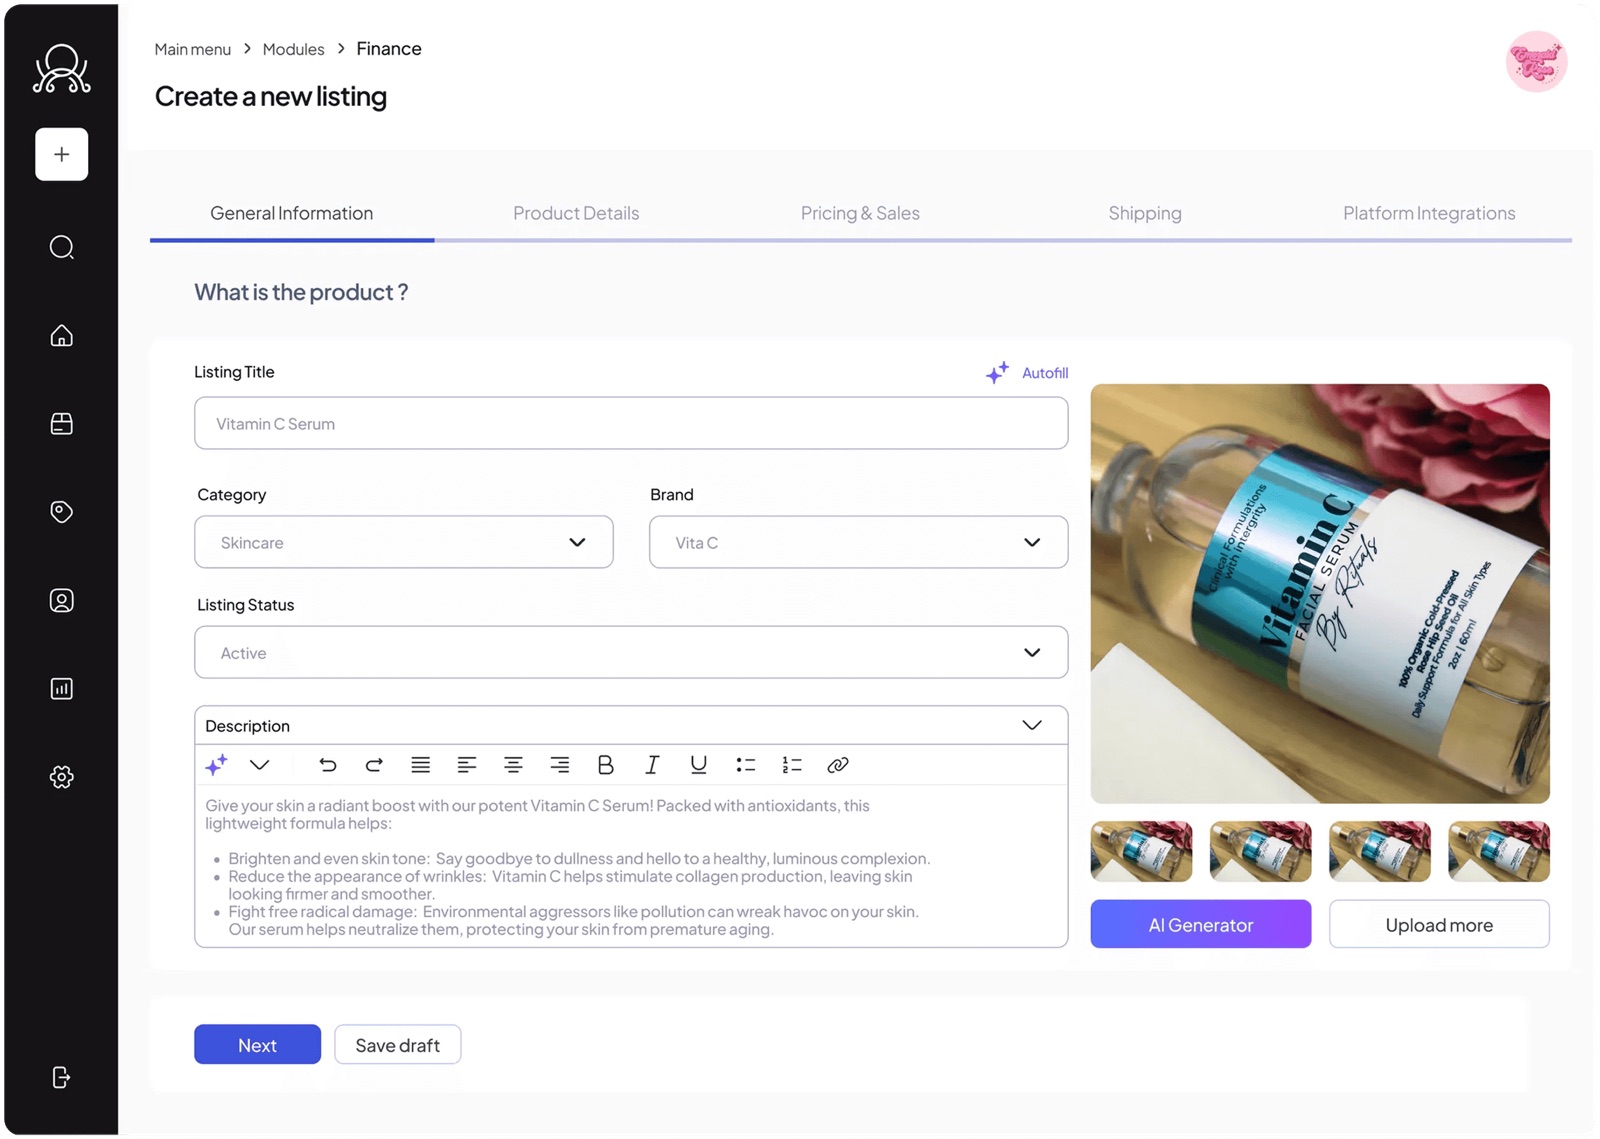 Main menu > Modules > Finance
Emerald Rose
Create a new listing
General Information
Product Details
Pricing & Sales
Shipping
Platform Integrations
What is the product ?
Listing Title
Autofill
Vitamin C Serum
Category
Brand
Skincare
Vita C
Listing Status
Active
Description
Give your skin a radiant boost with our potent Vitamin C Serum! Packed with antioxidants, this
lightweight formula helps:
• Brighten and even skin tone: Say goodbye to dullness and hello to a healthy, luminous complexion.
• Reduce the appearance of wrinkles: Vitamin C helps stimulate collagen production, leaving skin
looking firmer and smoother.
• Fight free radical damage: Environmental aggressors like pollution can wreak havoc on your skin.
Our serum helps neutralize them, protecting your skin from premature aging.
Clinical Formulations
with intergrity
Vitamin C
FACIAL SERUM
By Rituals
100% Organic Cold-Pressed
Rose Hip Seed Oil
Daily Support Formula for All Skin Types
2oz | 60ml
AI Generator
Upload more
Next
Save draft